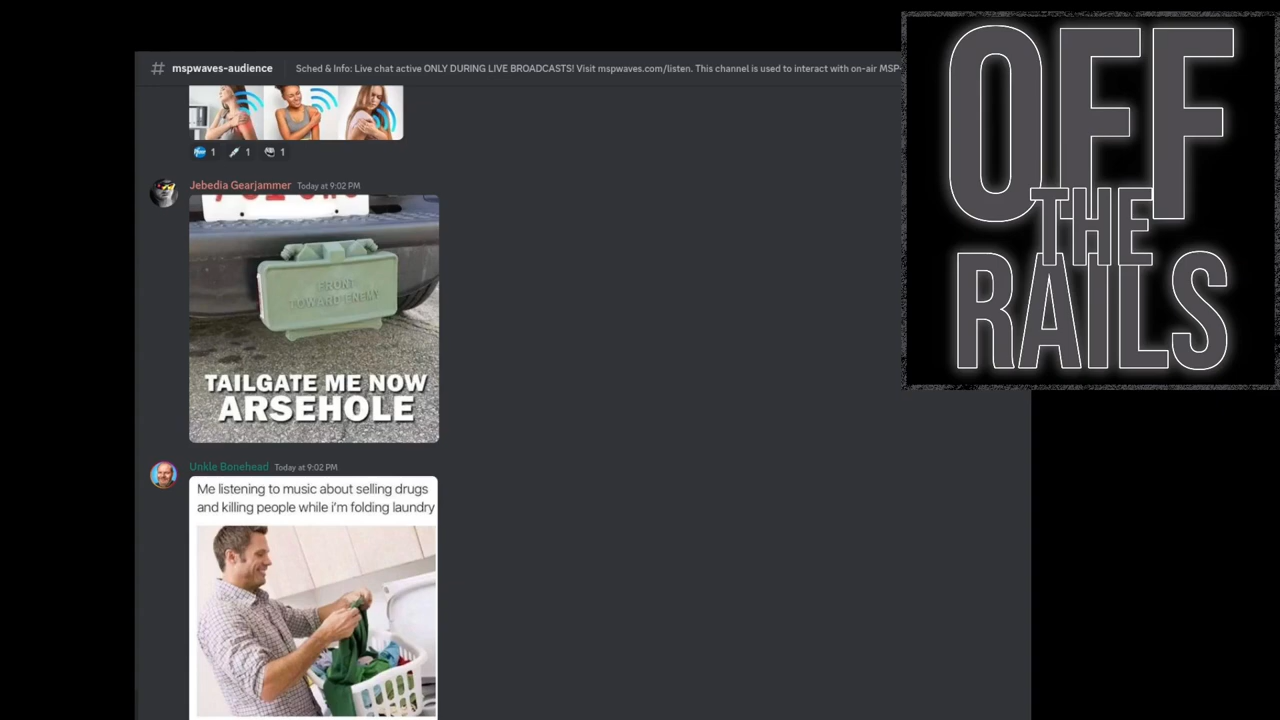 # mspwaves-audience
Sched & Info: Live chat active ONLY DURING LIVE BROADCASTS! Visit mspwaves.com/listen. This channel is used to interact with on-air MSP
1 1 1
Jebedia Gearjammer Today at 9:02 PM
FRONT
TOWARD ENEMY
TAILGATE ME NOW
ARSEHOLE
Unkle Bonehead Today at 9:02 PM
Me listening to music about selling drugs
and killing people while i'm folding laundry
OFF
THE
RAILS